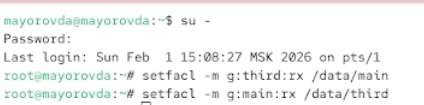 mayorovda@mayorovda:~$ su -
Password:
Last login: Sun Feb  1 15:08:27 MSK 2026 on pts/1
root@mayorovda:~# setfacl -m g:third:rx /data/main
root@mayorovda:~# setfacl -m g:main:rx /data/third